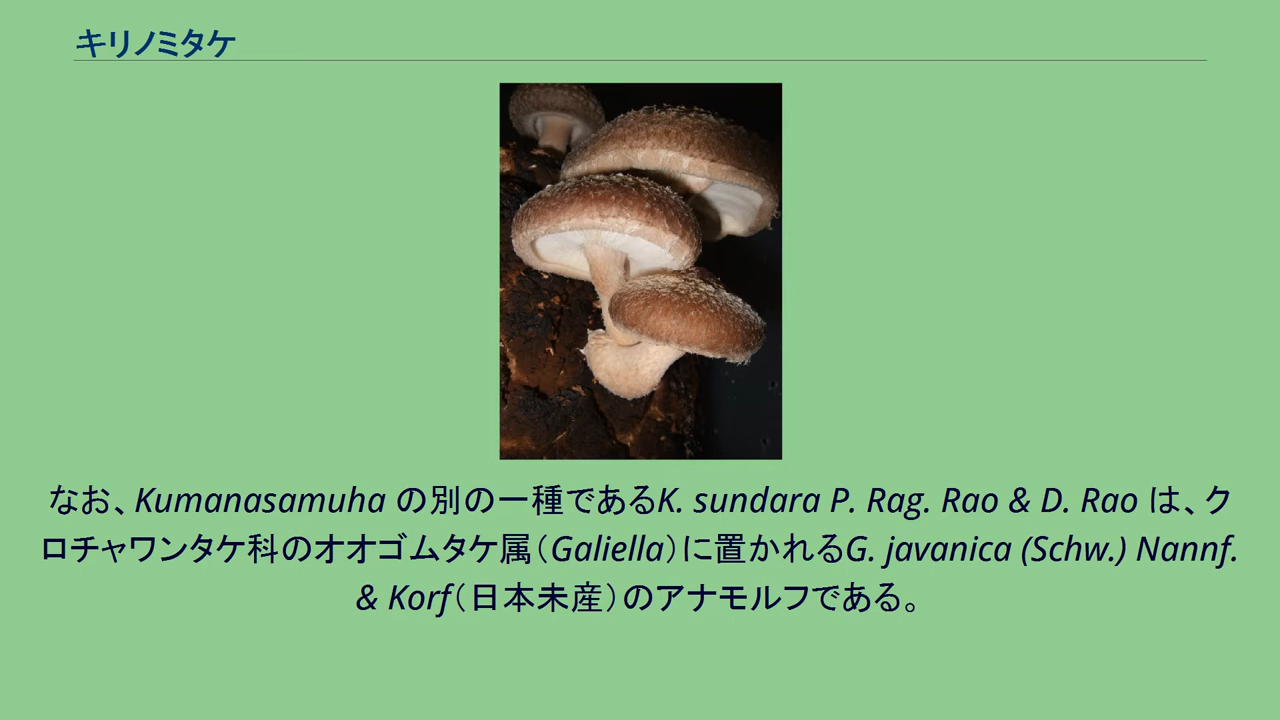 キリノミタケ
なお、Kumanasamuha の別の一種であるK. sundara P. Rag. Rao & D. Rao は、ク
ロチャワンタケ科のオオゴムタケ属（Galiella）に置かれるG. javanica (Schw.) Nannf.
& Korf（日本未産）のアナモルフである。